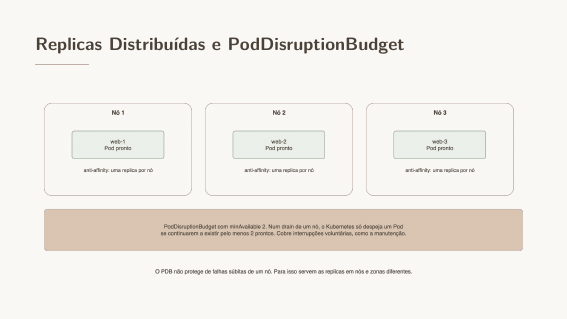 Replicas Distribuídas e PodDisruptionBudget
Nó 1
web-1
Pod pronto
anti-affinity: uma replica por nó
Nó 2
web-2
Pod pronto
anti-affinity: uma replica por nó
Nó 3
web-3
Pod pronto
anti-affinity: uma replica por nó
PodDisruptionBudget com minAvailable 2. Num drain de um nó, o Kubernetes só despeja um Pod
se continuarem a existir pelo menos 2 prontos. Cobre interrupções voluntárias, como a manutenção.
O PDB não protege de falhas súbitas de um nó. Para isso servem as replicas em nós e zonas diferentes.